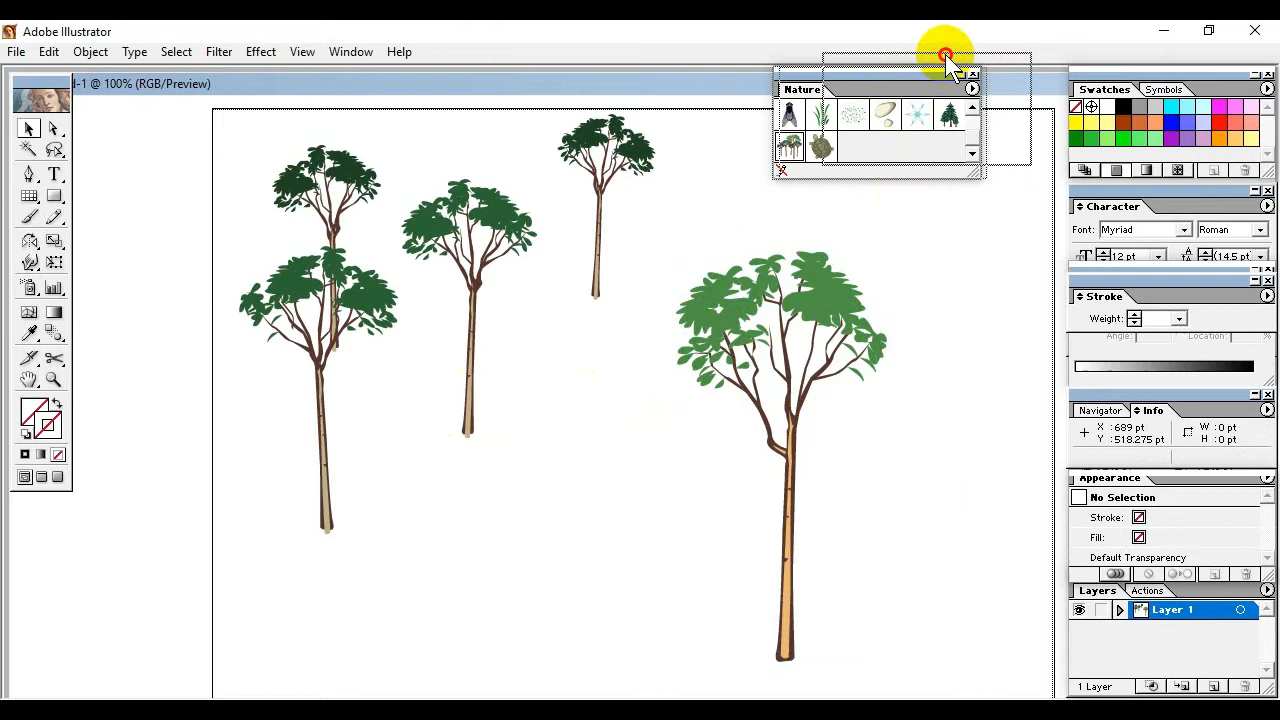 Adobe Illustrator
File Edit Object Type Select Filter Effect View Window Help
d-1 @ 100% (RGB/Preview)
Nature
Swatches Symbols
Character
Font: Myriad Roman
12 pt (14.5 pt)
Stroke
Weight:
Angle: Location: %
Navigator Info
X : 689 pt
Y : 518.275 pt
W : 0 pt
H : 0 pt
Appearance
No Selection
Stroke:
Fill:
Default Transparency
Layers Actions
Layer 1
1 Layer